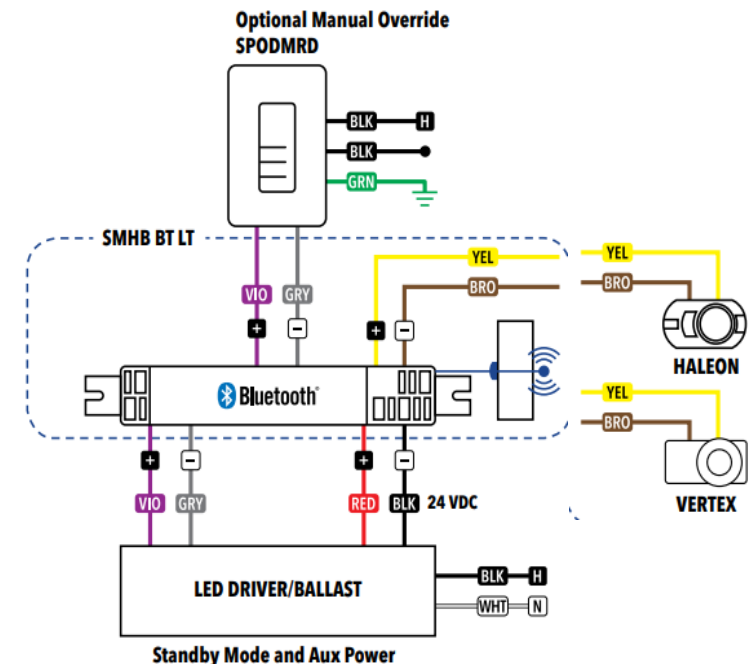 Optional Manual Override
SPODMRD
BLK H
BLK
GRN
SMHB BT LT
VIO GRY
+ −
YEL
BRO
+ −
YEL
BRO
HALEON
Bluetooth®
YEL
BRO
VERTEX
+ −
+ −
VIO GRY
RED BLK 24 VDC
LED DRIVER/BALLAST
BLK H
WHT N
Standby Mode and Aux Power